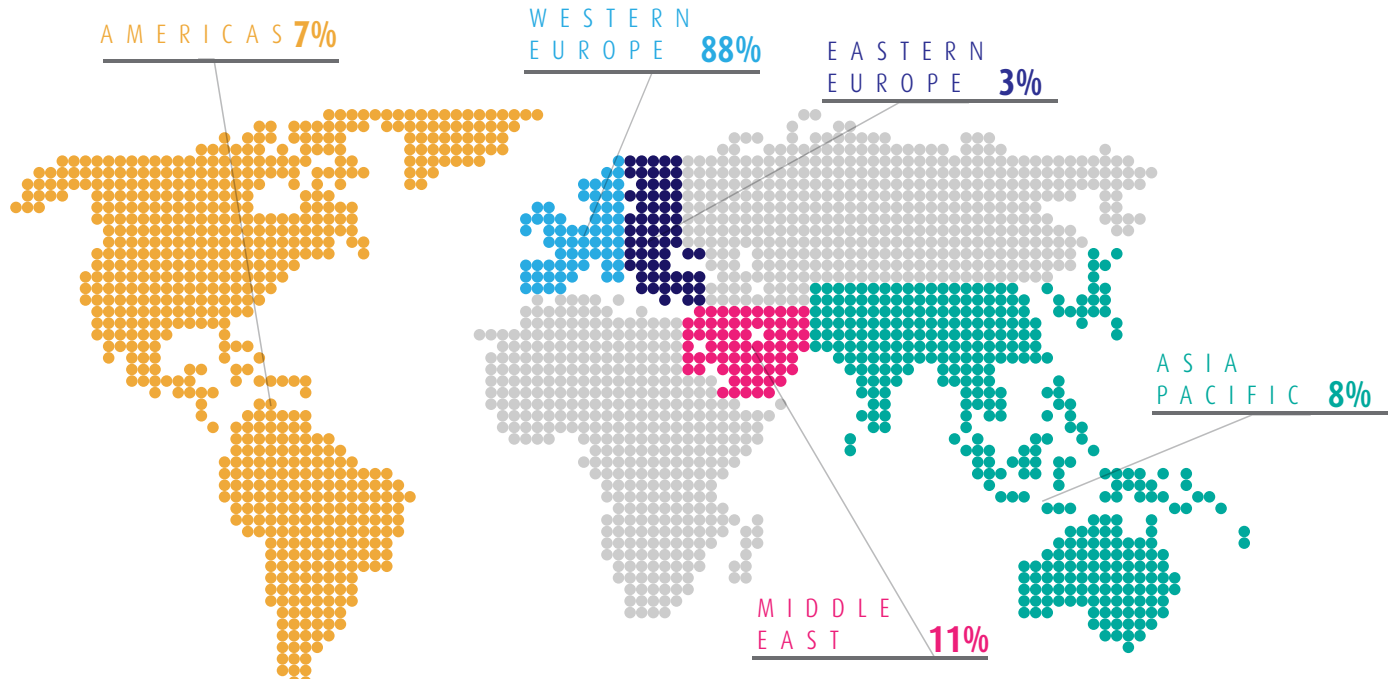 AMERICAS 7%
WESTERN
EUROPE 88%
EASTERN
EUROPE 3%
ASIA
PACIFIC 8%
MIDDLE
EAST 11%